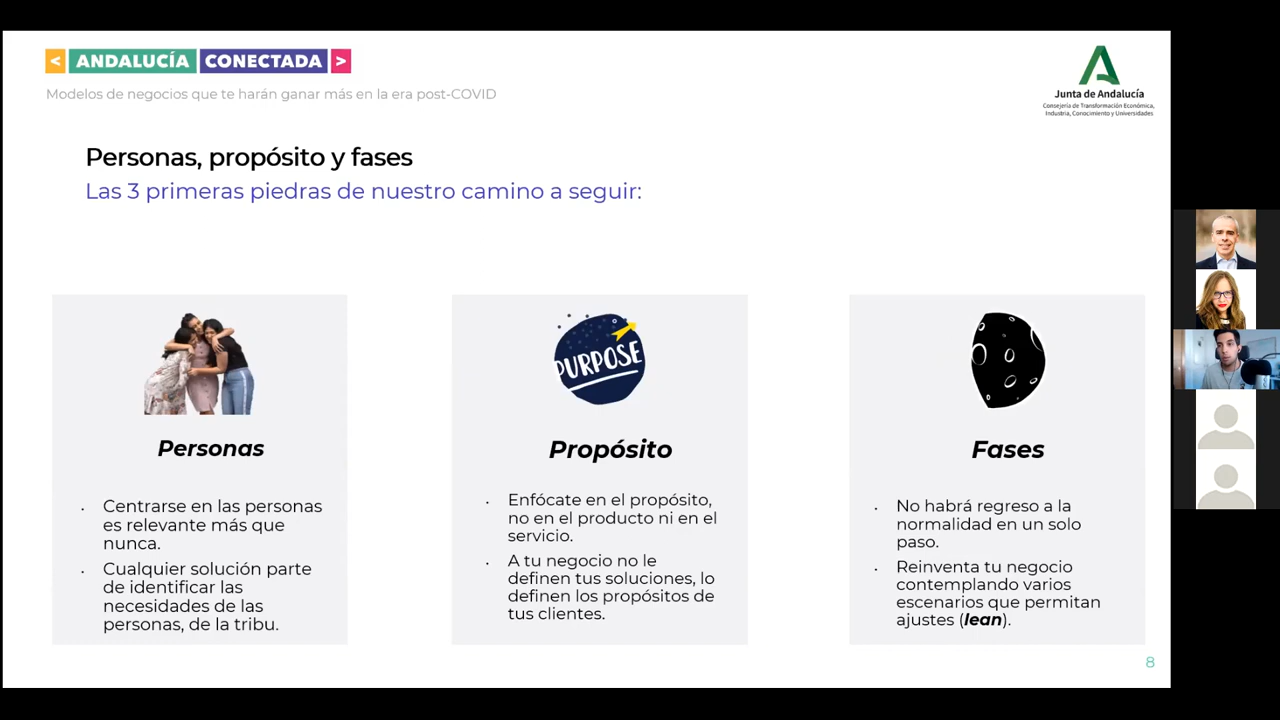 < ANDALUCÍA CONECTADA >
Modelos de negocios que te harán ganar más en la era post-COVID
Junta de Andalucía
Consejería de Transformación Económica,
Industria, Conocimiento y Universidades
Personas, propósito y fases
Las 3 primeras piedras de nuestro camino a seguir:
Personas
· Centrarse en las personas
es relevante más que
nunca.
· Cualquier solución parte
de identificar las
necesidades de las
personas, de la tribu.
PURPOSE
Propósito
· Enfócate en el propósito,
no en el producto ni en el
servicio.
· A tu negocio no le
definen tus soluciones, lo
definen los propósitos de
tus clientes.
Fases
· No habrá regreso a la
normalidad en un solo
paso.
· Reinventa tu negocio
contemplando varios
escenarios que permitan
ajustes (lean).
8